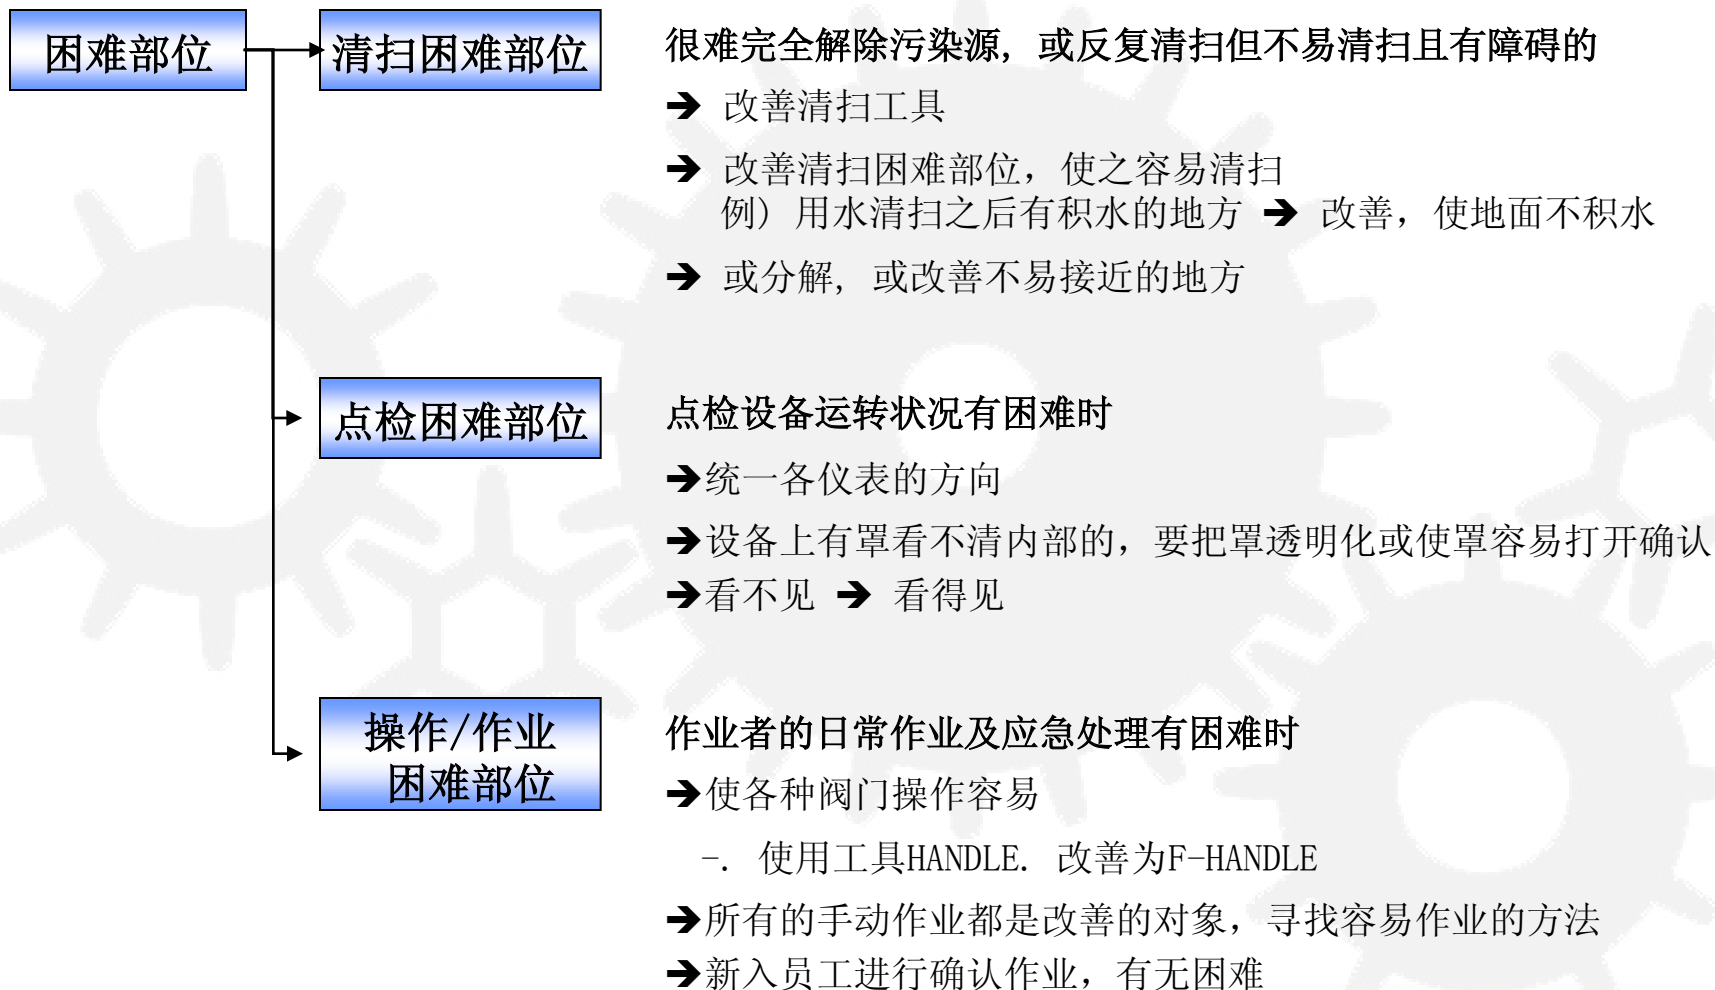 困难部位
清扫困难部位
很难完全解除污染源, 或反复清扫但不易清扫且有障碍的
➔ 改善清扫工具
➔ 改善清扫困难部位，使之容易清扫
例) 用水清扫之后有积水的地方 ➔ 改善，使地面不积水
➔ 或分解, 或改善不易接近的地方
点检困难部位
点检设备运转状况有困难时
➔统一各仪表的方向
➔设备上有罩看不清内部的，要把罩透明化或使罩容易打开确认
➔看不见 ➔ 看得见
操作/作业
困难部位
作业者的日常作业及应急处理有困难时
➔使各种阀门操作容易
-. 使用工具HANDLE. 改善为F-HANDLE
➔所有的手动作业都是改善的对象，寻找容易作业的方法
➔新入员工进行确认作业，有无困难